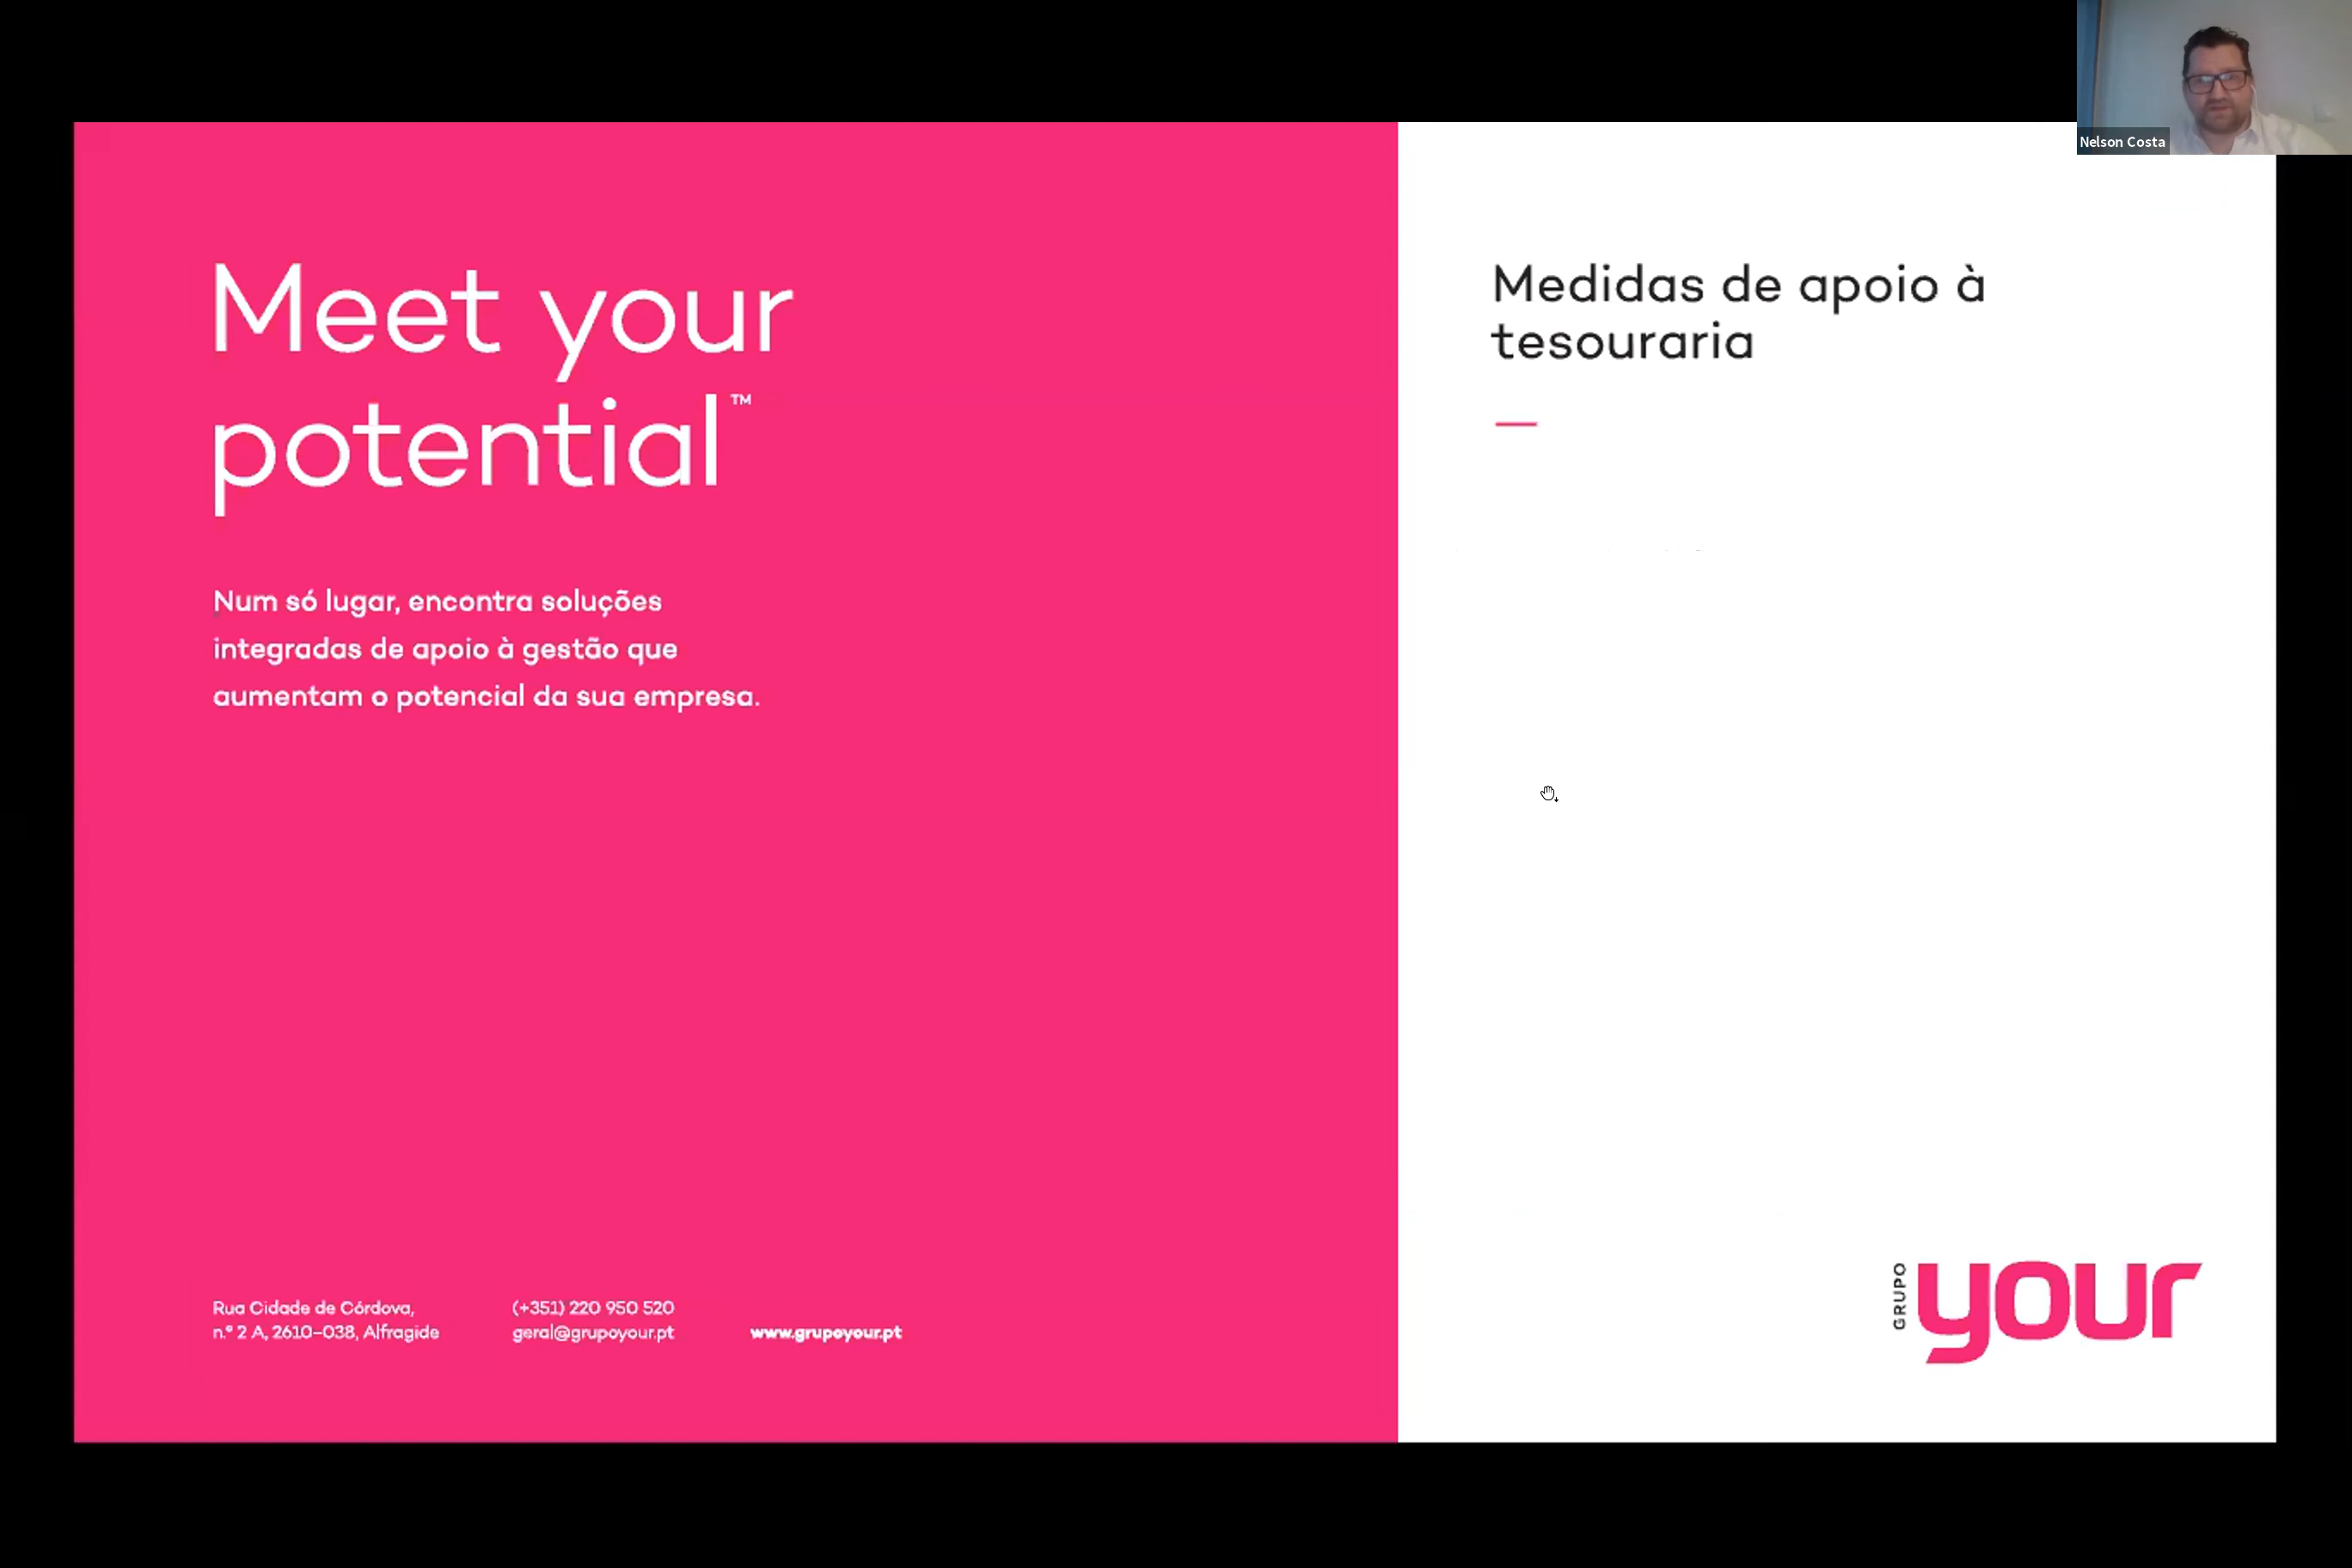 Nelson Costa
Meet your
potential™
Num só lugar, encontra soluções
integradas de apoio à gestão que
aumentam o potencial da sua empresa.
Rua Cidade de Córdova,
n.º 2 A, 2610–038, Alfragide
(+351) 220 950 520
geral@grupoyour.pt
www.grupoyour.pt
Medidas de apoio à
tesouraria
GRUPO
your